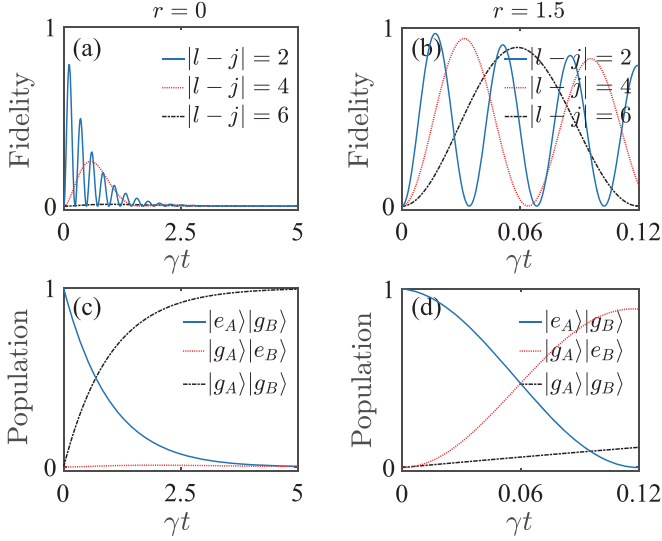 r = 0
r = 1.5
Fidelity
1
0
(a)
|l − j| = 2
|l − j| = 4
|l − j| = 6
0
2.5
5
γt
Fidelity
1
0
(b)
|l − j| = 2
|l − j| = 4
|l − j| = 6
0
0.06
0.12
γt
Population
1
0
(c)
|e_A⟩|g_B⟩
|g_A⟩|e_B⟩
|g_A⟩|g_B⟩
0
2.5
5
γt
Population
1
0
(d)
|e_A⟩|g_B⟩
|g_A⟩|e_B⟩
|g_A⟩|g_B⟩
0
0.06
0.12
γt